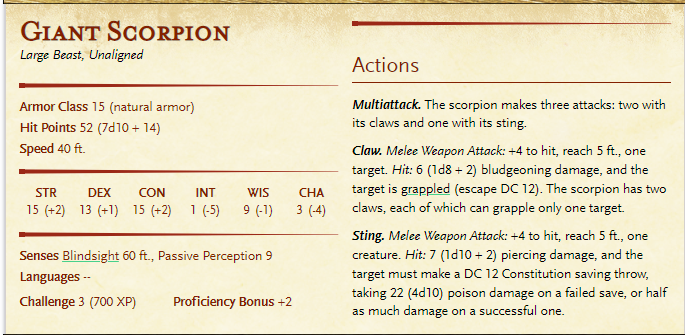 Giant Scorpion
Large Beast, Unaligned
Armor Class 15 (natural armor)
Hit Points 52 (7d10 + 14)
Speed 40 ft.
STR DEX CON INT WIS CHA
15 (+2) 13 (+1) 15 (+2) 1 (-5) 9 (-1) 3 (-4)
Senses Blindsight 60 ft., Passive Perception 9
Languages --
Challenge 3 (700 XP) Proficiency Bonus +2
Actions
Multiattack. The scorpion makes three attacks: two with
its claws and one with its sting.
Claw. Melee Weapon Attack: +4 to hit, reach 5 ft., one
target. Hit: 6 (1d8 + 2) bludgeoning damage, and the
target is grappled (escape DC 12). The scorpion has two
claws, each of which can grapple only one target.
Sting. Melee Weapon Attack: +4 to hit, reach 5 ft., one
creature. Hit: 7 (1d10 + 2) piercing damage, and the
target must make a DC 12 Constitution saving throw,
taking 22 (4d10) poison damage on a failed save, or half
as much damage on a successful one.